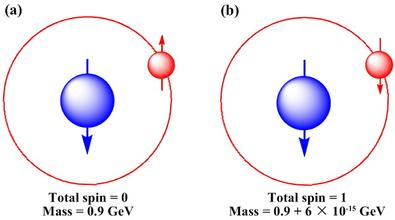 (a)
(b)
Total spin = 0
Mass = 0.9 GeV
Total spin = 1
Mass = 0.9 + 6 × 10⁻¹⁵ GeV